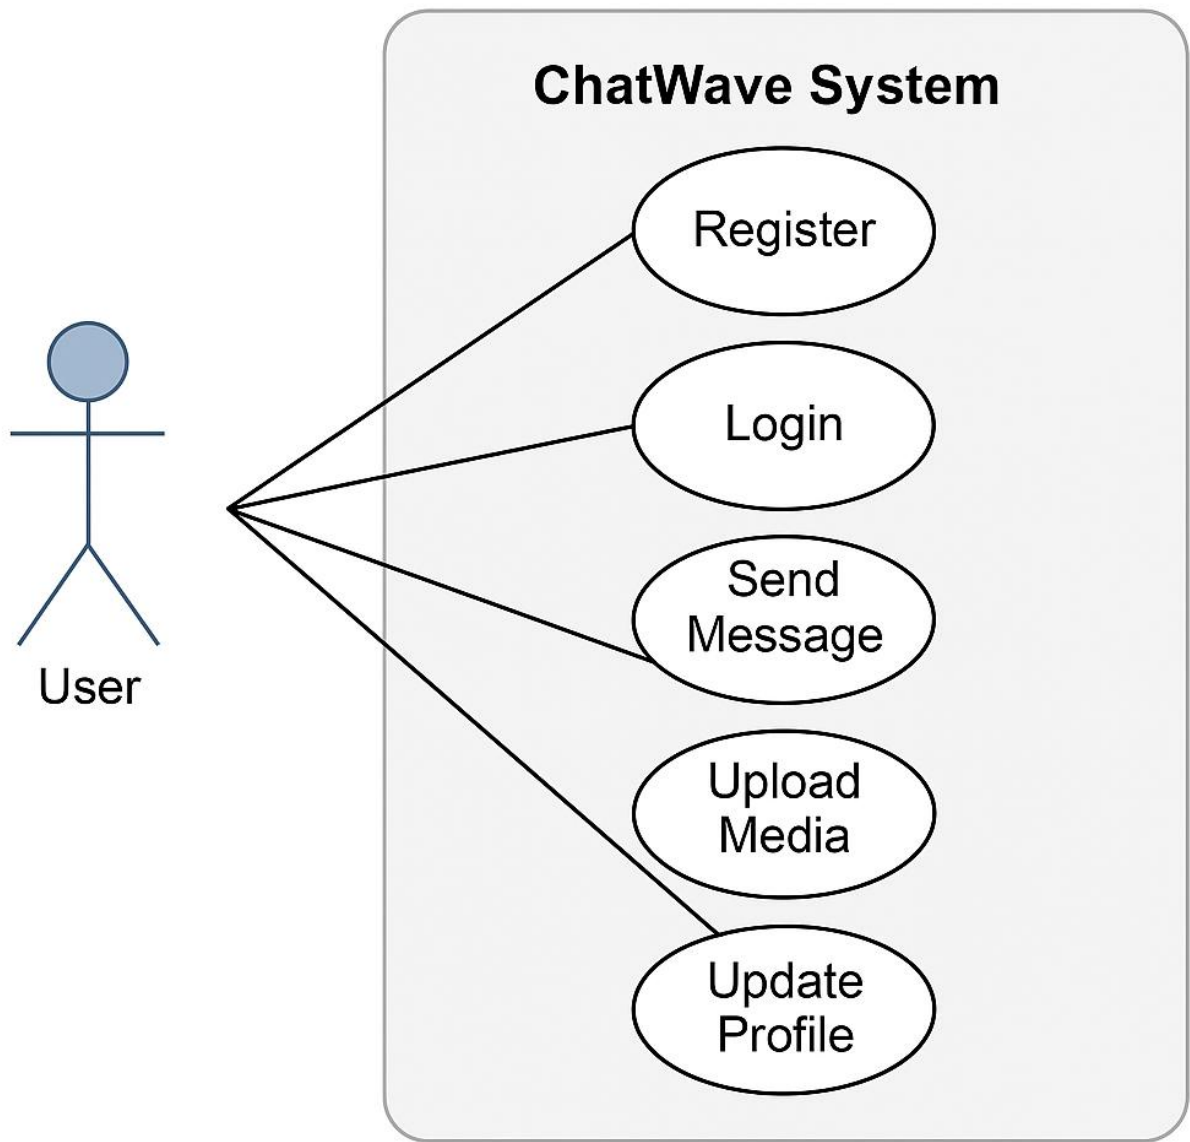 ChatWave System
Register
Login
Send
Message
Upload
Media
Update
Profile
User